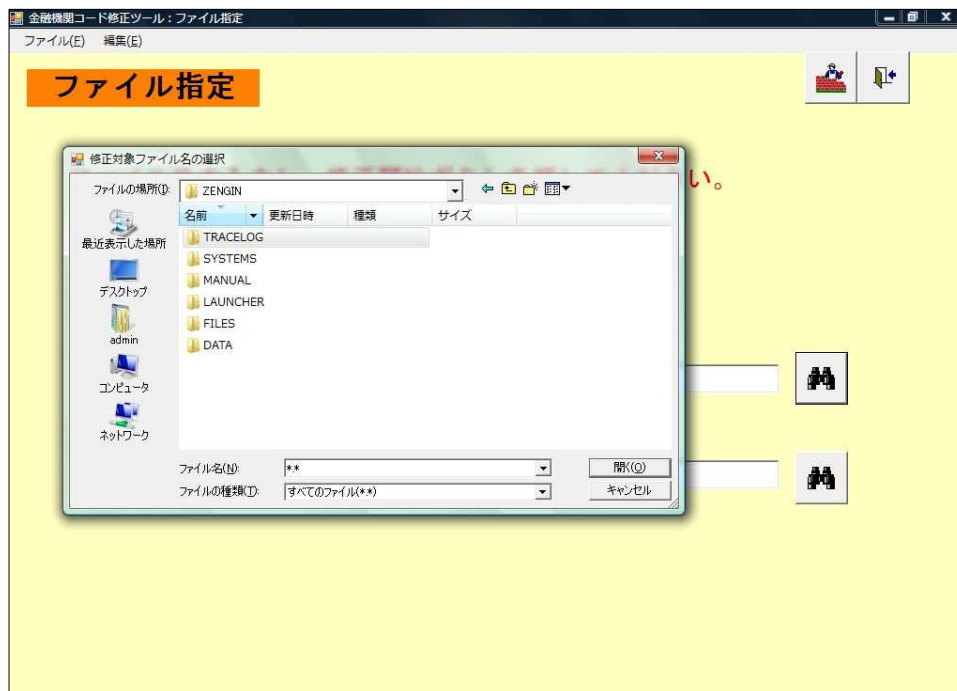 金融機関コード修正ツール：ファイル指定
ファイル(F) 編集(E)
ファイル指定
い。
修正対象ファイル名の選択
ファイルの場所(I):
ZENGIN
名前 更新日時 種類 サイズ
最近表示した場所
デスクトップ
admin
コンピュータ
ネットワーク
TRACELOG
SYSTEMS
MANUAL
LAUNCHER
FILES
DATA
ファイル名(N): *.*
開く(O)
ファイルの種類(T): すべてのファイル(*.*)
キャンセル